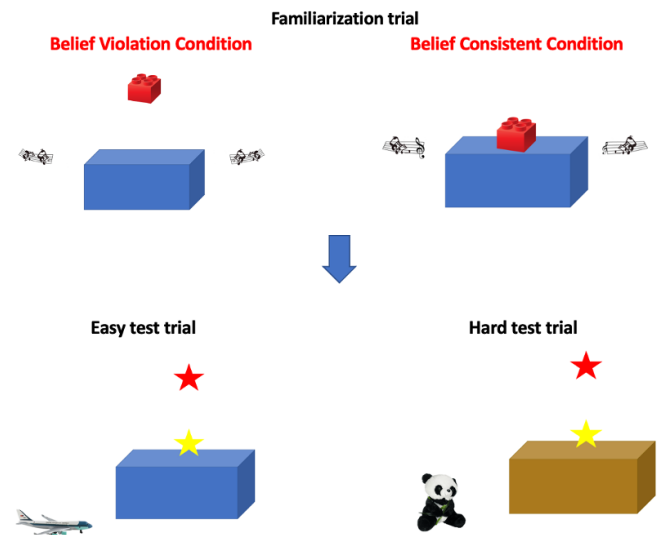 Familiarization trial
Belief Violation Condition
Belief Consistent Condition
Easy test trial
Hard test trial